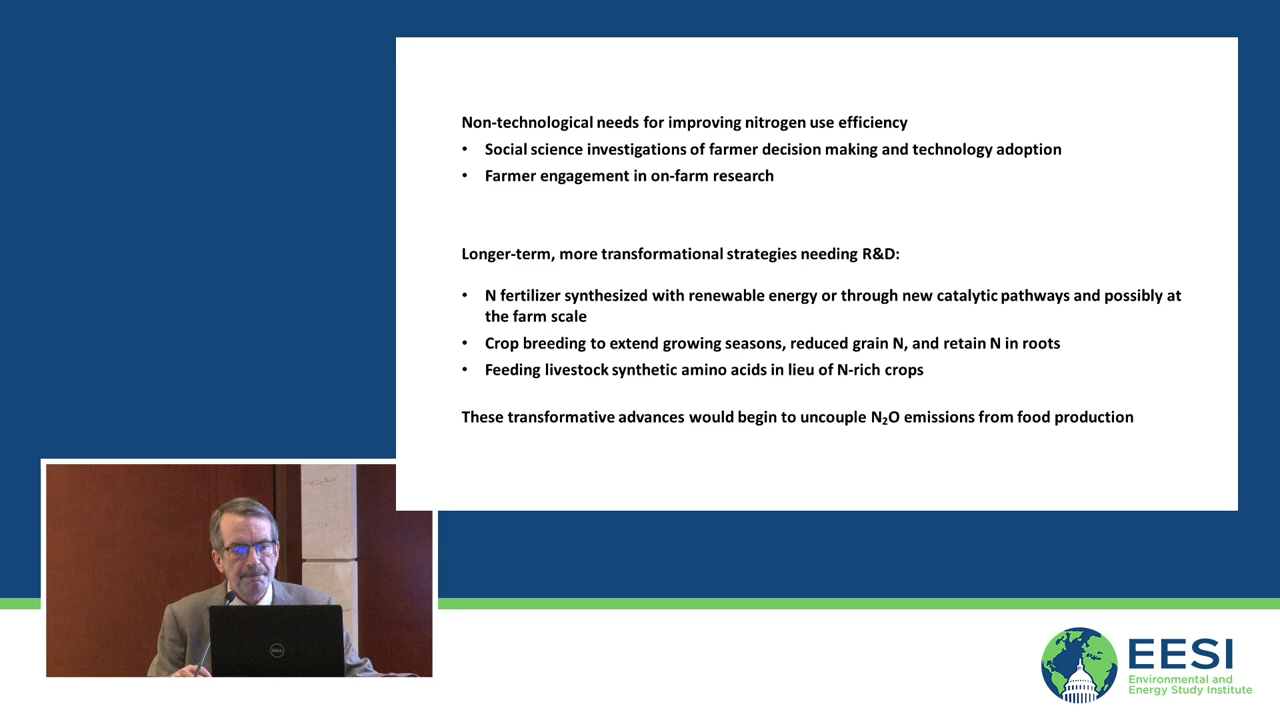 Non-technological needs for improving nitrogen use efficiency
• Social science investigations of farmer decision making and technology adoption
• Farmer engagement in on-farm research
Longer-term, more transformational strategies needing R&D:
• N fertilizer synthesized with renewable energy or through new catalytic pathways and possibly at
the farm scale
• Crop breeding to extend growing seasons, reduced grain N, and retain N in roots
• Feeding livestock synthetic amino acids in lieu of N-rich crops
These transformative advances would begin to uncouple N₂O emissions from food production
DELL
EESI
Environmental and
Energy Study Institute